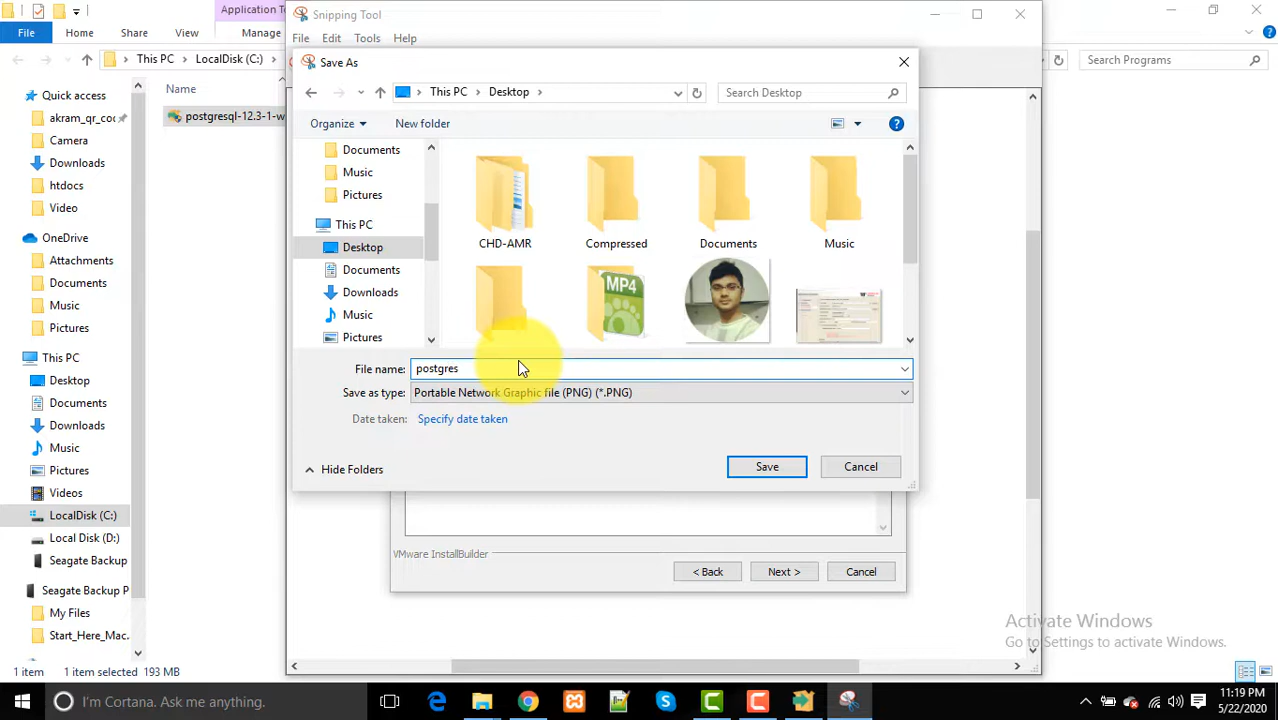 Application To
File
Home
Share
View
Manage
This PC
LocalDisk (C:)
Search Programs
Quick access
akram_qr_coc
Camera
Downloads
htdocs
Video
OneDrive
Attachments
Documents
Music
Pictures
This PC
Desktop
Documents
Downloads
Music
Pictures
Videos
LocalDisk (C:)
Local Disk (D:)
Seagate Backup
Seagate Backup P
My Files
Start_Here_Mac.
Name
postgresql-12.3-1-w
1 item
1 item selected 193 MB
Snipping Tool
File Edit Tools Help
Save As
This PC
Desktop
Search Desktop
Organize
New folder
Documents
Music
Pictures
This PC
Desktop
Documents
Downloads
Music
Pictures
CHD-AMR
Compressed
Documents
Music
MP4
File name:
postgres
Save as type:
Portable Network Graphic file (PNG) (*.PNG)
Date taken:
Specify date taken
Hide Folders
Save
Cancel
VMware InstallBuilder
< Back
Next >
Cancel
Activate Windows
Go to Settings to activate Windows.
I'm Cortana. Ask me anything.
11:19 PM
5/22/2020